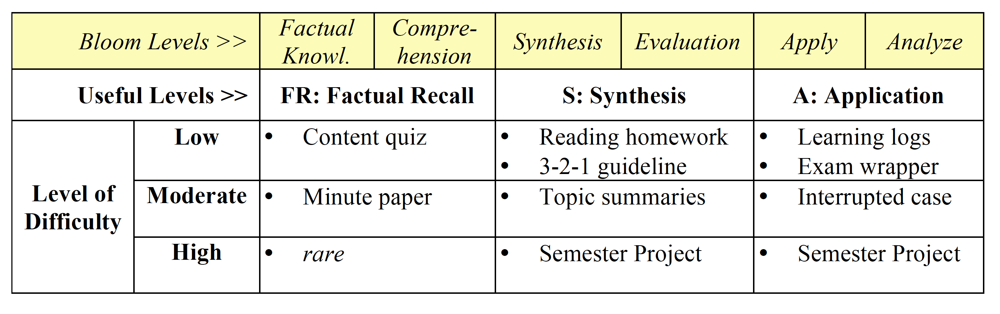 Bloom Levels >> Factual Knowl. Compre-hension Synthesis Evaluation Apply Analyze
Useful Levels >> FR: Factual Recall S: Synthesis A: Application
Level of Difficulty
Low • Content quiz • Reading homework • Learning logs
• 3-2-1 guideline • Exam wrapper
Moderate • Minute paper • Topic summaries • Interrupted case
High • rare • Semester Project • Semester Project